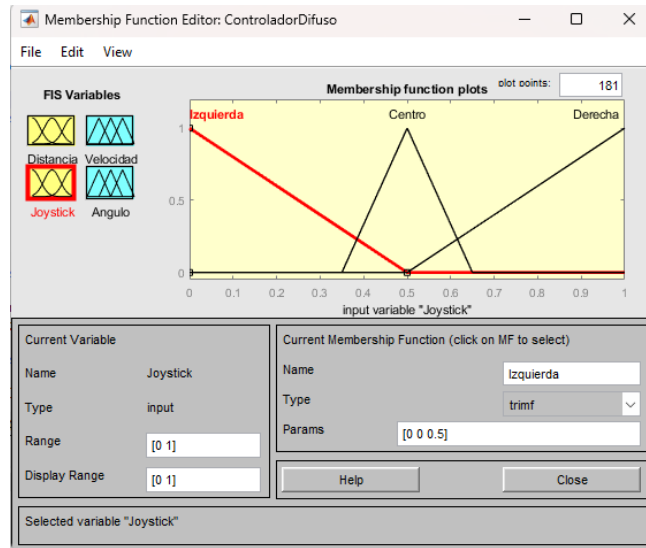 Membership Function Editor: ControladorDifuso
File Edit View
FIS Variables
Distancia Velocidad
Joystick Angulo
Membership function plots
plot points:
181
Izquierda Centro Derecha
1
0.5
0
0 0.1 0.2 0.3 0.4 0.5 0.6 0.7 0.8 0.9 1
input variable "Joystick"
Current Variable
Name Joystick
Type input
Range [0 1]
Display Range [0 1]
Current Membership Function (click on MF to select)
Name Izquierda
Type trimf
Params [0 0 0.5]
Help Close
Selected variable "Joystick"